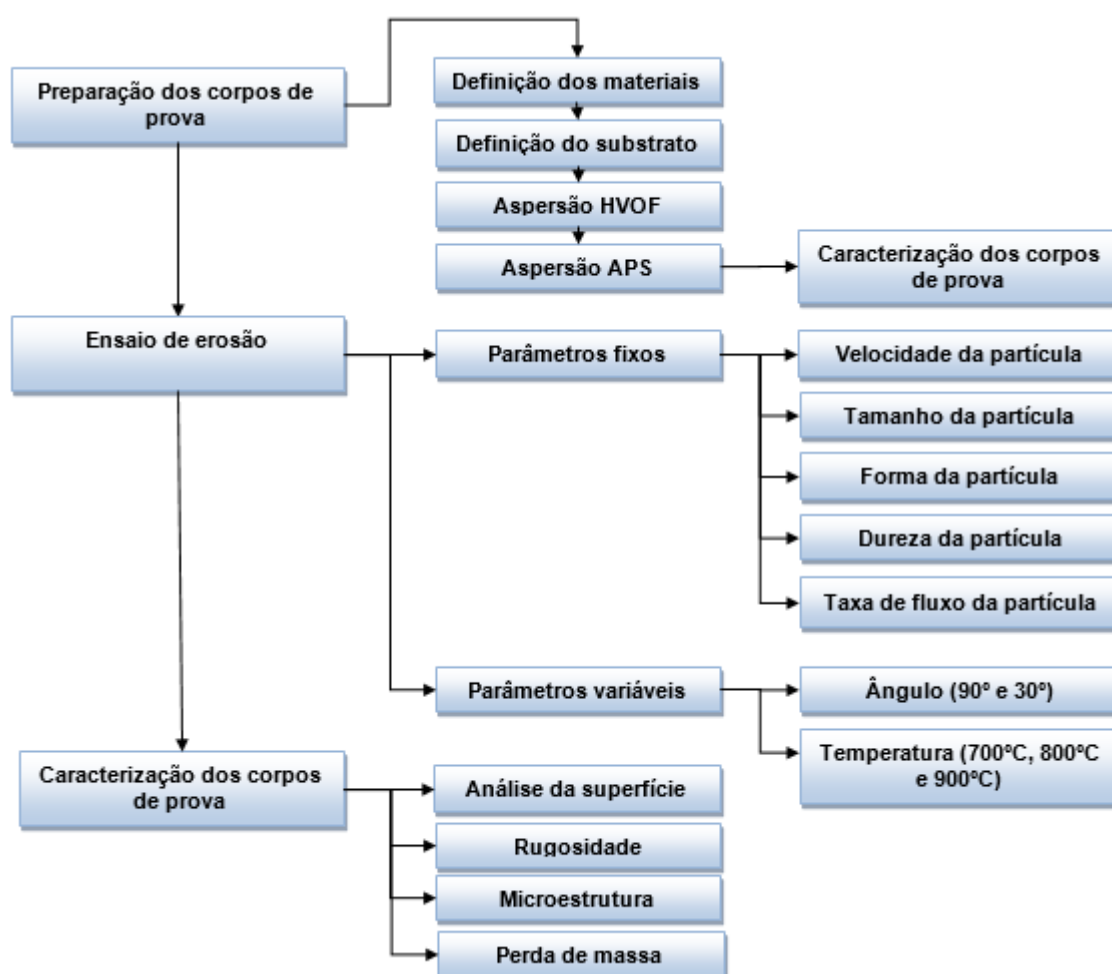 Preparação dos corpos de
prova
Definição dos materiais
Definição do substrato
Aspersão HVOF
Aspersão APS
Caracterização dos corpos
de prova
Ensaio de erosão
Parâmetros fixos
Velocidade da partícula
Tamanho da partícula
Forma da partícula
Dureza da partícula
Taxa de fluxo da partícula
Parâmetros variáveis
Ângulo (90º e 30º)
Temperatura (700ºC, 800ºC
e 900ºC)
Caracterização dos corpos
de prova
Análise da superfície
Rugosidade
Microestrutura
Perda de massa